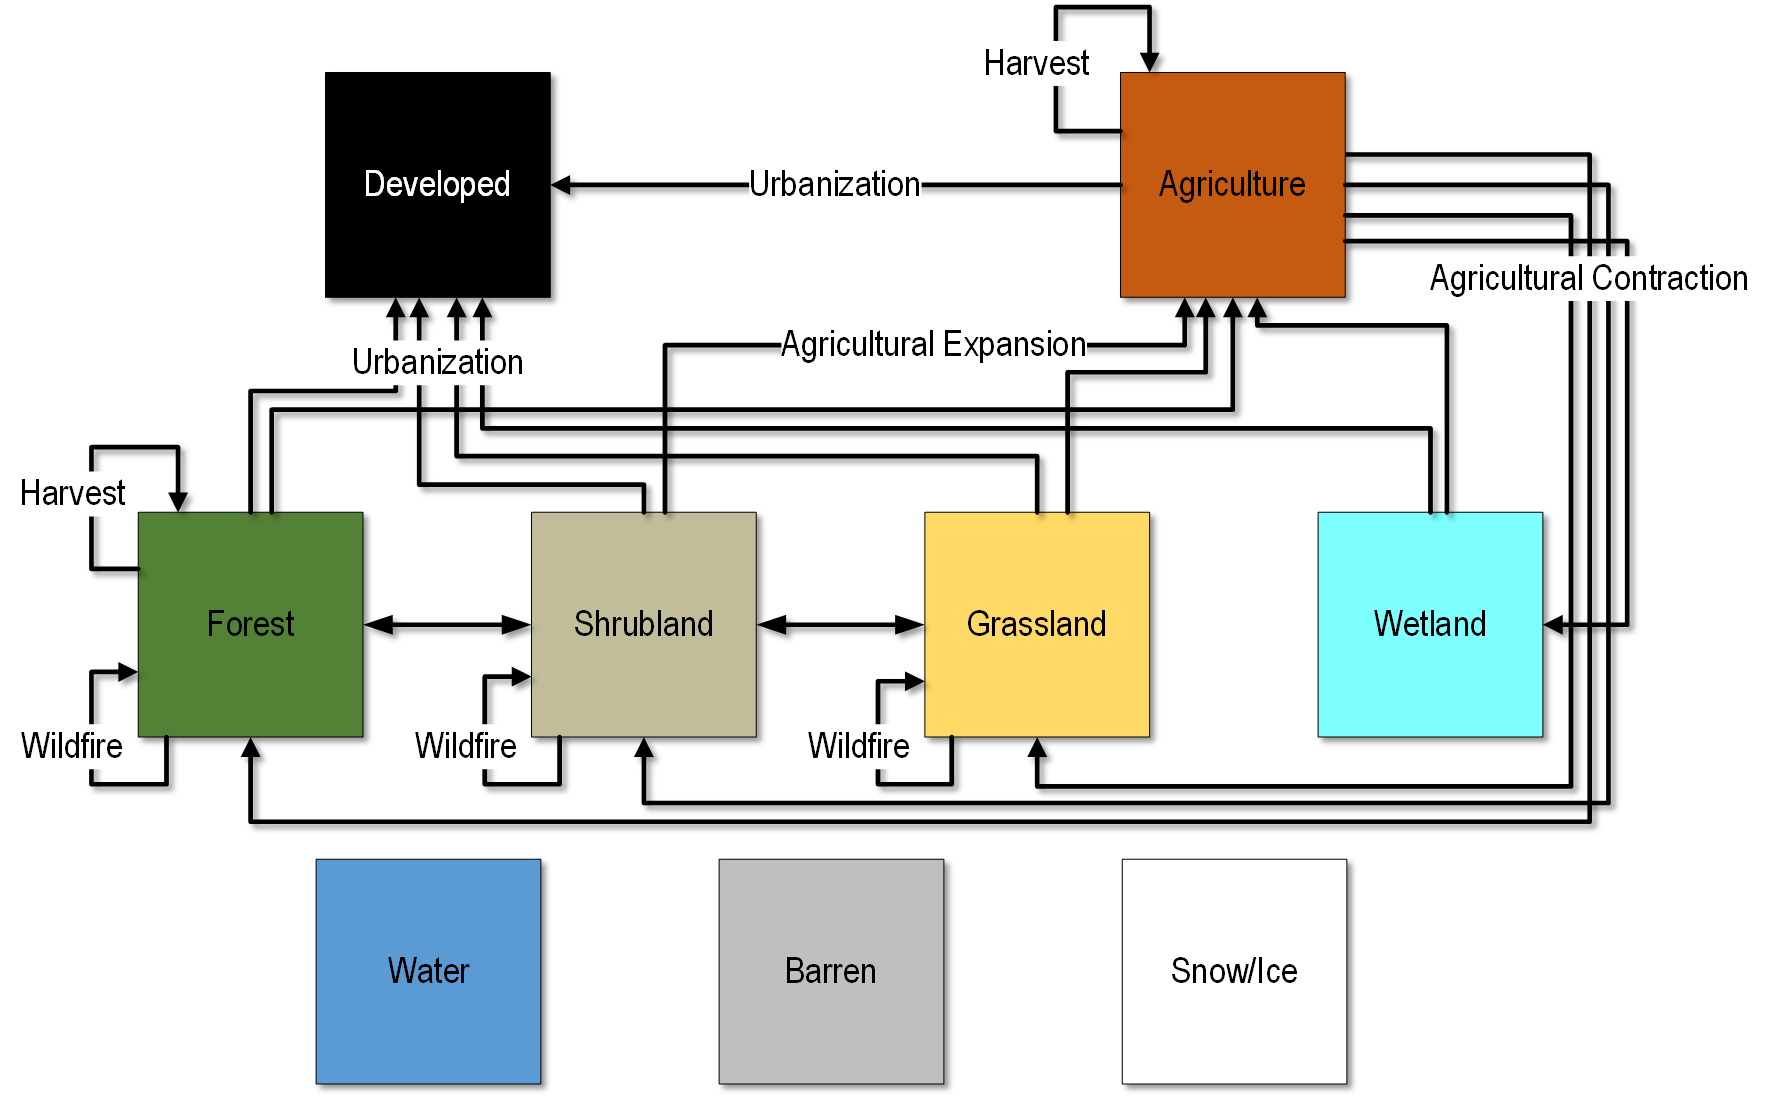 Harvest
Developed
Urbanization
Agriculture
Agricultural Contraction
Agricultural Expansion
Urbanization
Harvest
Forest
Shrubland
Grassland
Wetland
Wildfire
Wildfire
Wildfire
Water
Barren
Snow/Ice